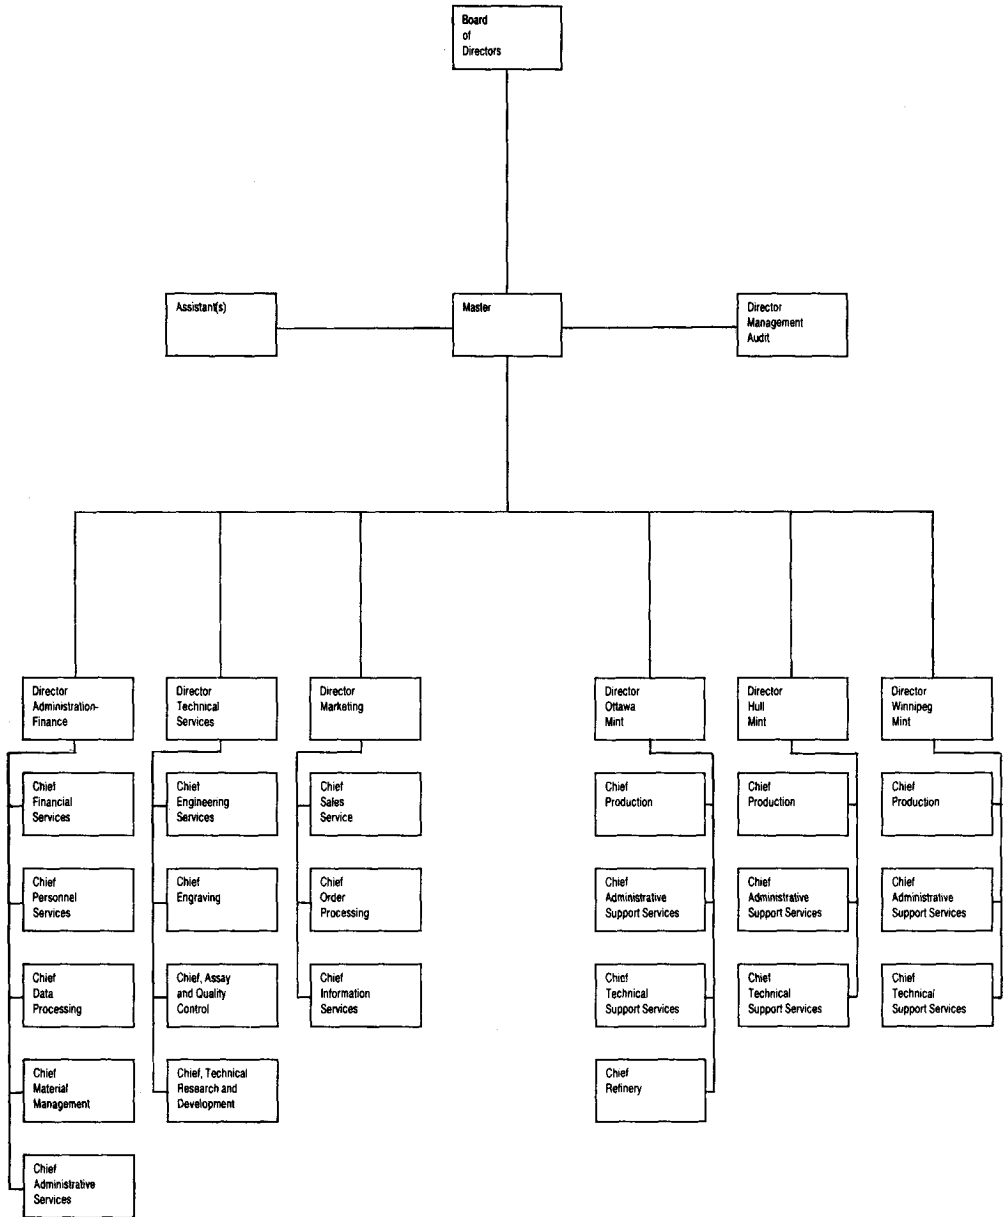 Board
of
Directors
Assistant(s)
Master
Director
Management
Audit
Director
Administration-
Finance
Director
Technical
Services
Director
Marketing
Director
Ottawa
Mint
Director
Hull
Mint
Director
Winnipeg
Mint
Chief
Financial
Services
Chief
Engineering
Services
Chief
Sales
Service
Chief
Production
Chief
Production
Chief
Production
Chief
Personnel
Services
Chief
Engraving
Chief
Order
Processing
Chief
Administrative
Support Services
Chief
Administrative
Support Services
Chief
Administrative
Support Services
Chief
Data
Processing
Chief, Assay
and Quality
Control
Chief
Information
Services
Chief
Technical
Support Services
Chief
Technical
Support Services
Chief
Technical
Support Services
Chief
Material
Management
Chief, Technical
Research and
Development
Chief
Refinery
Chief
Administrative
Services